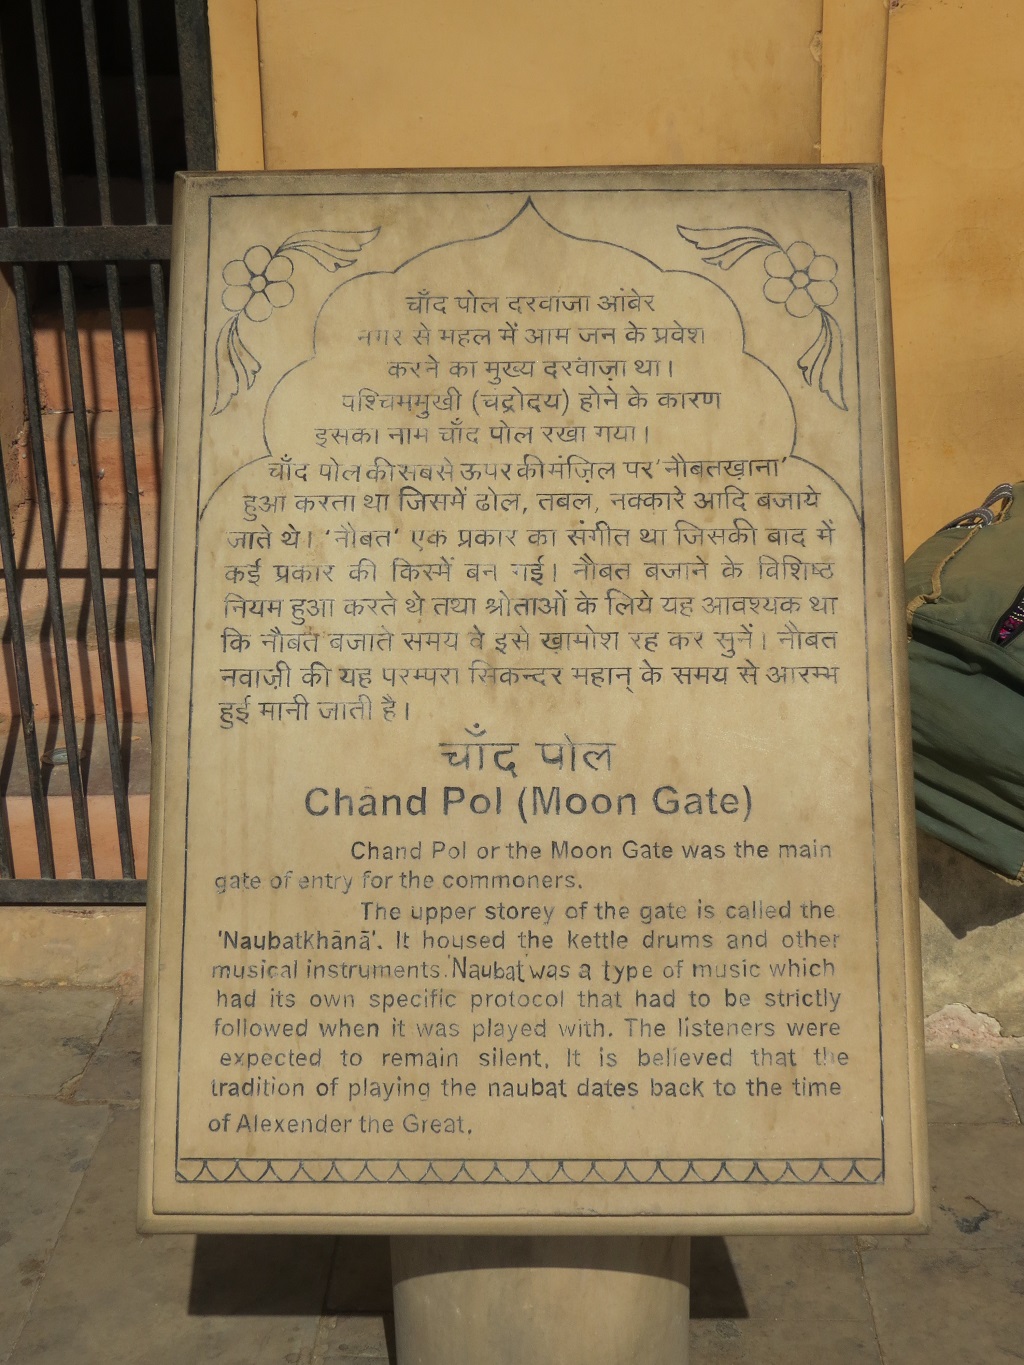 चाँद पोल दरवाजा आंबेर
नगर से महल में आम जन के प्रवेश
करने का मुख्य दरवाज़ा था।
पश्चिममुखी (चंद्रोदय) होने के कारण
इसका नाम चाँद पोल रखा गया।
चाँद पोल की सबसे ऊपर की मंज़िल पर 'नौबतख़ाना'
हुआ करता था जिसमें ढोल, तबल, नक्कारे आदि बजाये
जाते थे। 'नौबत' एक प्रकार का संगीत था जिसकी बाद में
कई प्रकार की किस्में बन गई। नौबत बजाने के विशिष्ठ
नियम हुआ करते थे तथा श्रोताओं के लिये यह आवश्यक था
कि नौबत बजाते समय वे इसे ख़ामोश रह कर सुनें। नौबत
नवाज़ी की यह परम्परा सिकन्दर महान् के समय से आरम्भ
हुई मानी जाती है।
चाँद पोल
Chānd Pol (Moon Gate)
Chand Pol or the Moon Gate was the main
gate of entry for the commoners.
The upper storey of the gate is called the
'Naubatkhānā'. It housed the kettle drums and other
musical instruments. 'Naubat' was a type of music which
had its own specific protocol that had to be strictly
followed when it was played with. The listeners were
expected to remain silent. It is believed that the
tradition of playing the naubat dates back to the time
of Alexender the Great.